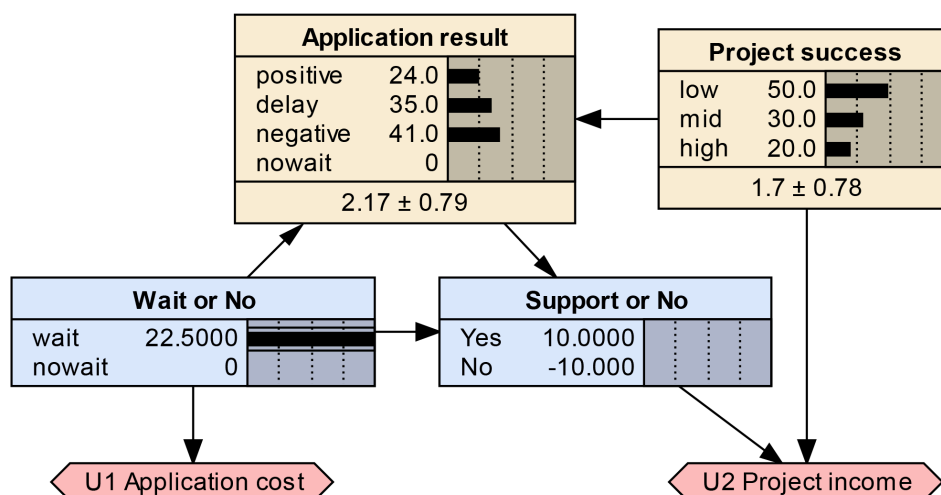 Application result
positive 24.0
delay 35.0
negative 41.0
nowait 0
2.17 ± 0.79
Project success
low 50.0
mid 30.0
high 20.0
1.7 ± 0.78
Wait or No
wait 22.5000
nowait 0
Support or No
Yes 10.0000
No -10.000
U1 Application cost
U2 Project income